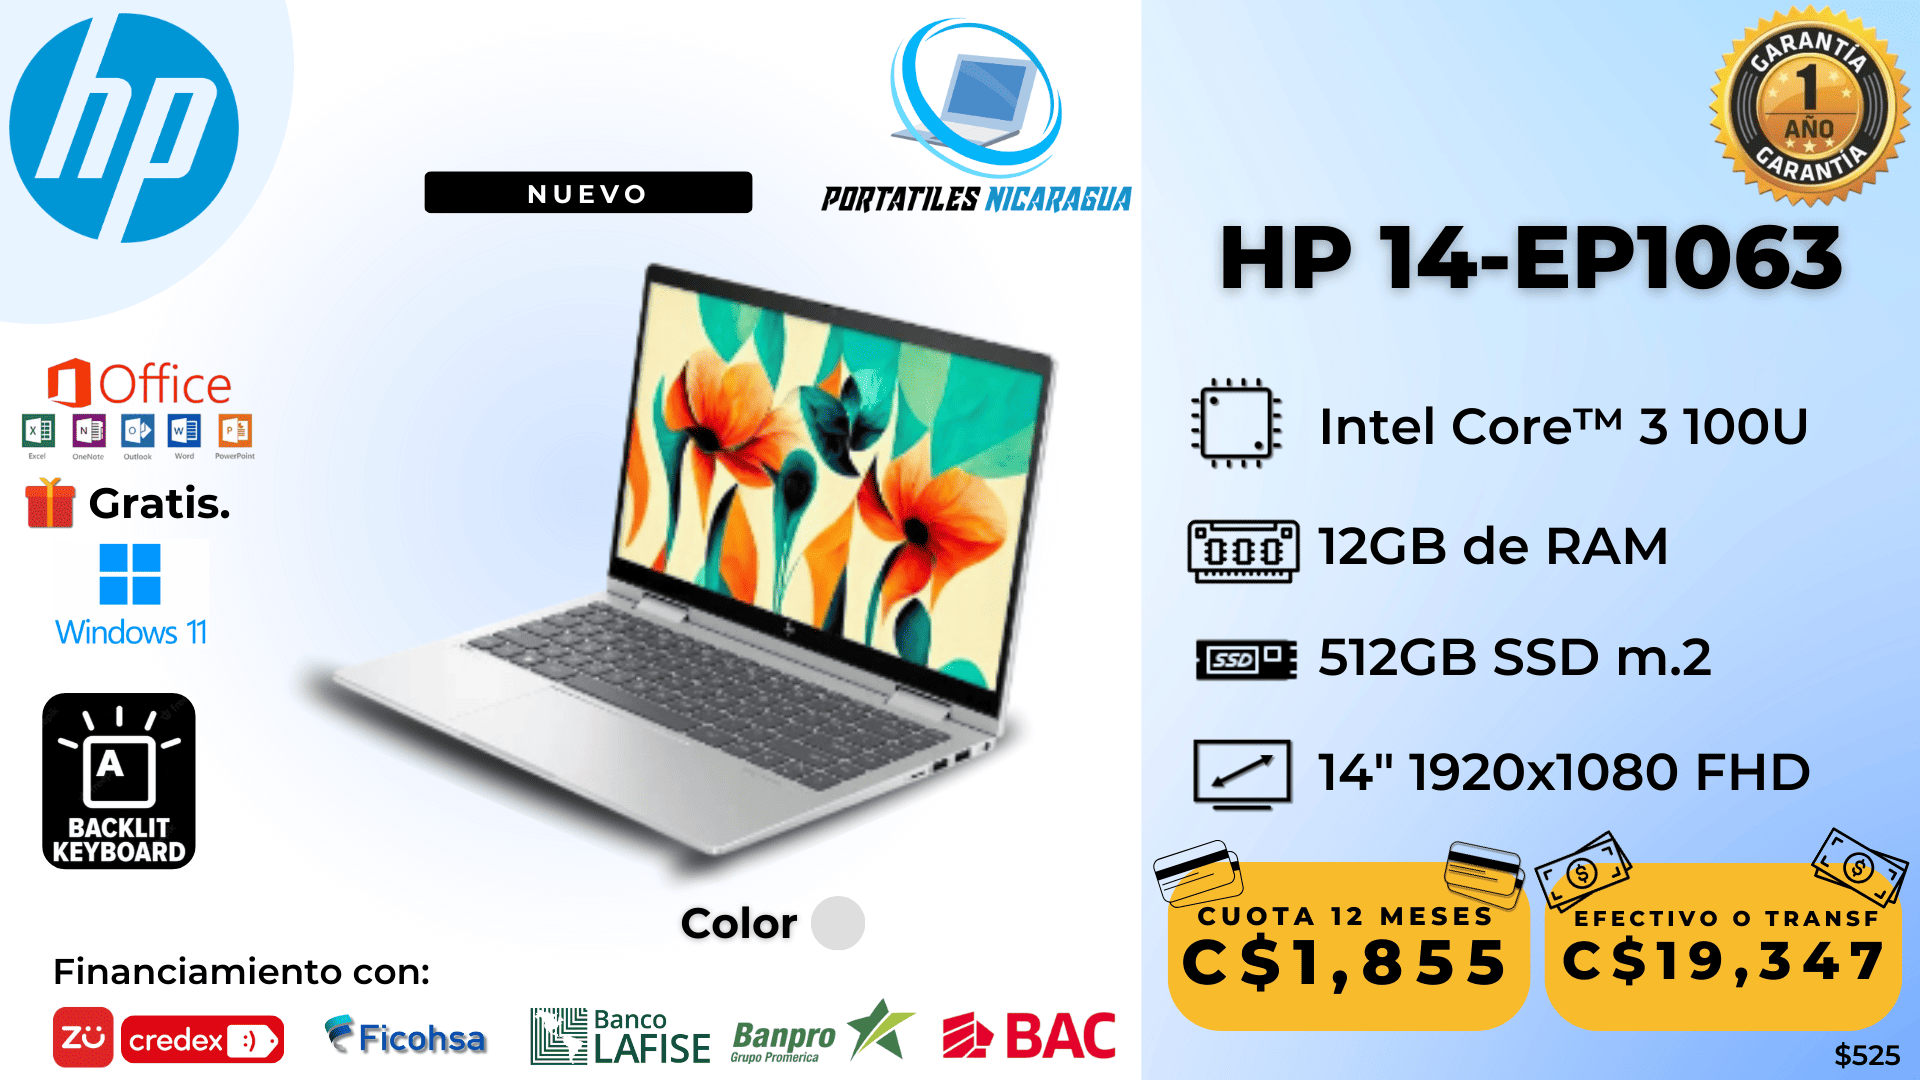 hp
NUEVO
PORTATILES NICARAGUA
Office
Excel
OneNote
Outlook
Word
PowerPoint
Gratis.
Windows 11
A
BACKLIT
KEYBOARD
Color
Financiamiento con:
ZU
credex :)
Ficohsa
Banco
LAFISE
Banpro
Grupo Promerica
BAC
GARANTÍA
1
AÑO
GARANTÍA
HP 14-EP1063
Intel Core™ 3 100U
12GB de RAM
SSD
512GB SSD m.2
14" 1920x1080 FHD
CUOTA 12 MESES
C$1,855
EFECTIVO O TRANSF
C$19,347
$525